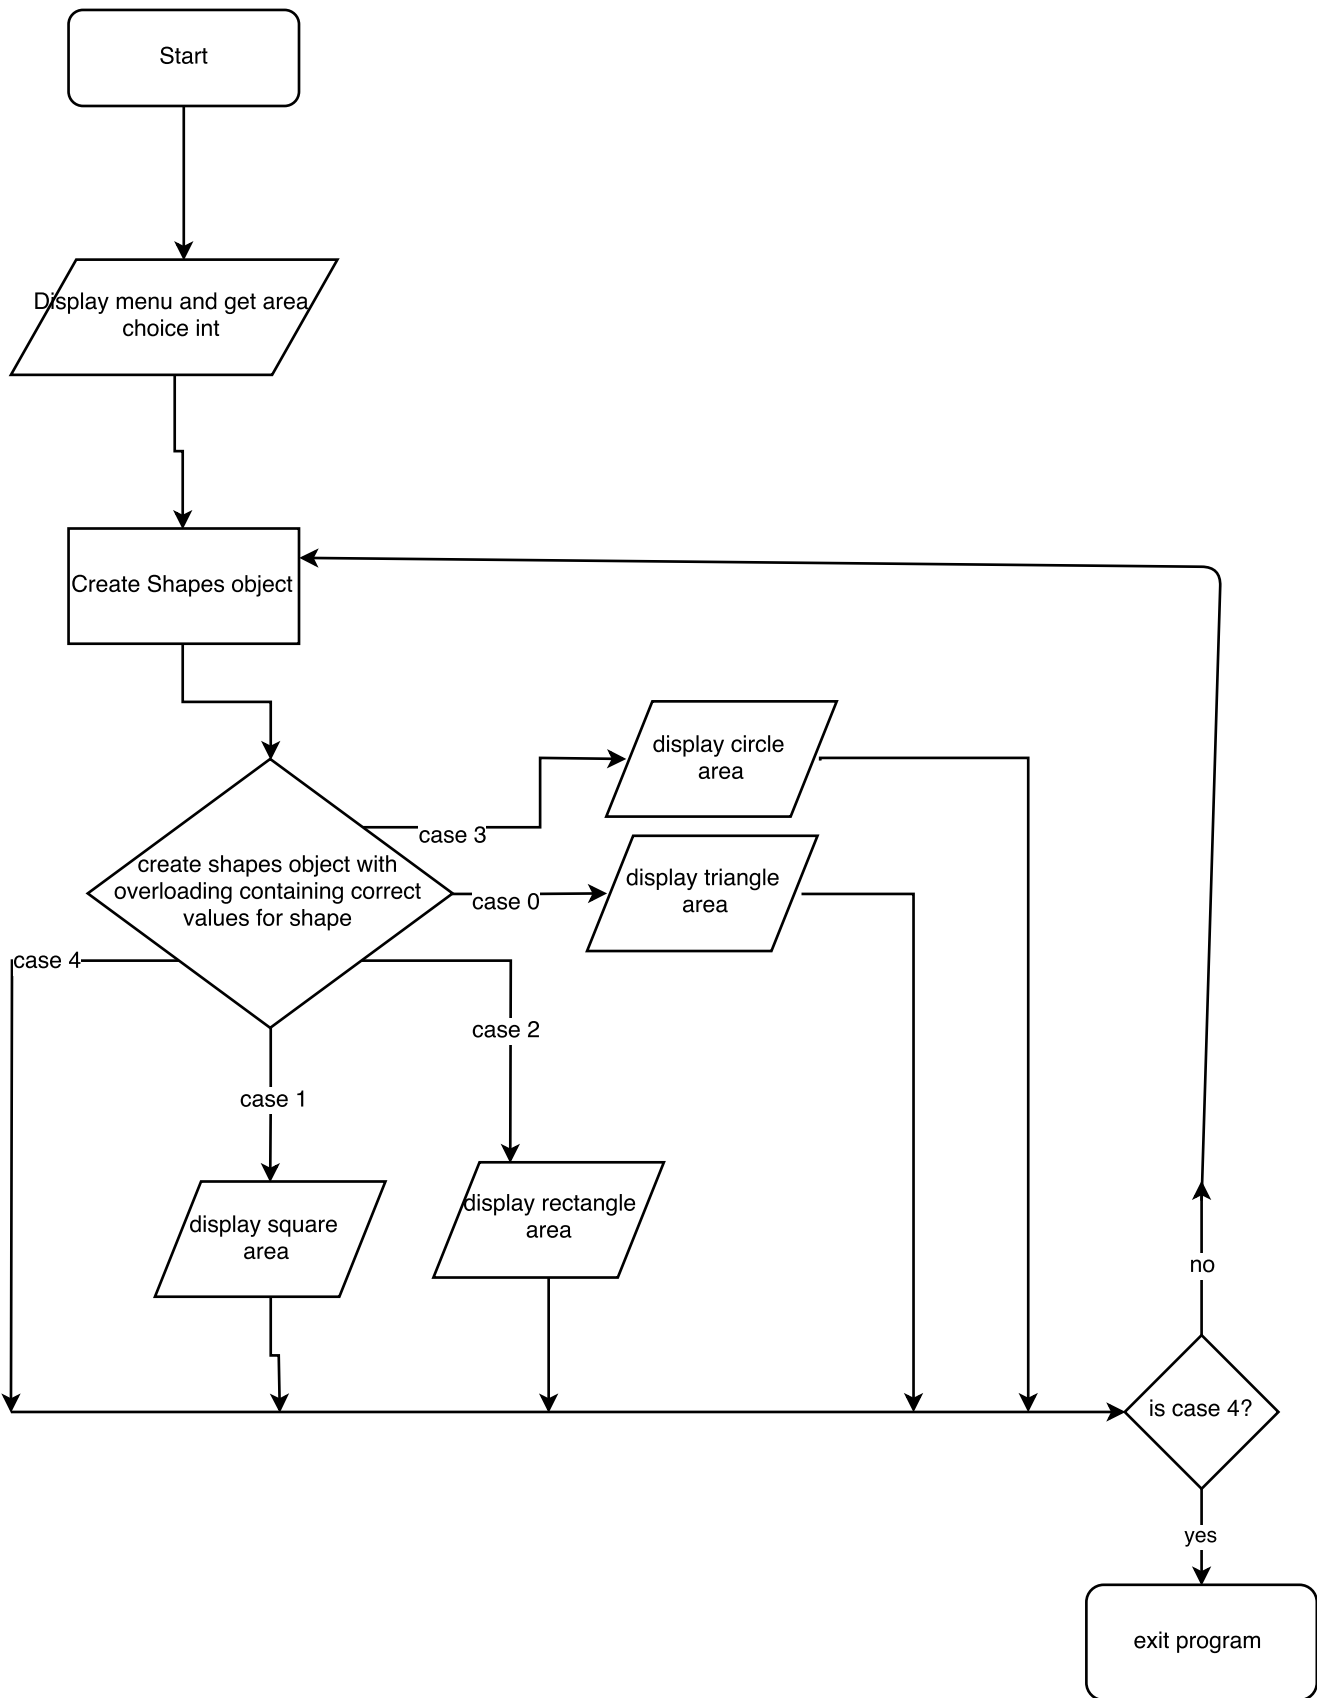 Start
Display menu and get area
choice int
Create Shapes object
display circle
area
case 3
create shapes object with
overloading containing correct
values for shape
case 0
display triangle
area
case 4
case 2
case 1
display square
area
display rectangle
area
no
is case 4?
yes
exit program